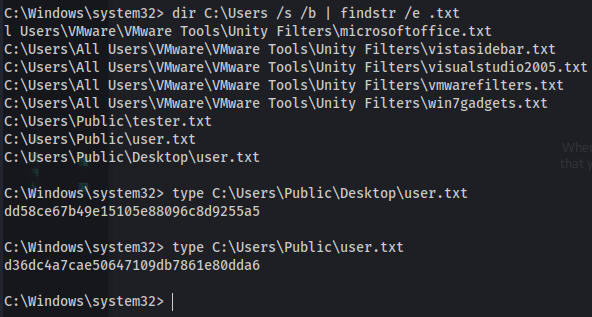 C:\Windows\system32> dir C:\Users /s /b | findstr /e .txt
l Users\VMware\VMware Tools\Unity Filters\microsoftoffice.txt
C:\Users\All Users\VMware\VMware Tools\Unity Filters\vistasidebar.txt
C:\Users\All Users\VMware\VMware Tools\Unity Filters\visualstudio2005.txt
C:\Users\All Users\VMware\VMware Tools\Unity Filters\vmwarefilters.txt
C:\Users\All Users\VMware\VMware Tools\Unity Filters\win7gadgets.txt
C:\Users\Public\tester.txt
C:\Users\Public\user.txt
When
C:\Users\Public\Desktop\user.txt
that y
C:\Windows\system32> type C:\Users\Public\Desktop\user.txt
dd58ce67b49e15105e88096c8d9255a5
C:\Windows\system32> type C:\Users\Public\user.txt
d36dc4a7cae50647109db7861e80dda6
C:\Windows\system32>